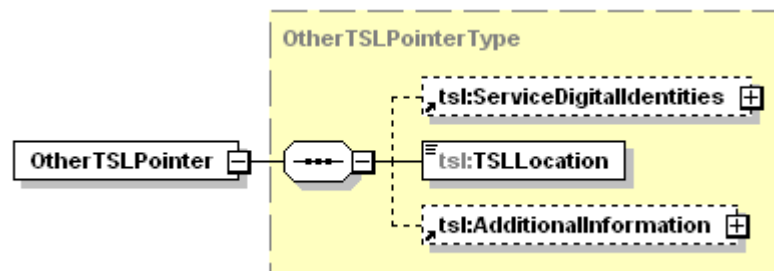 OtherTSLPointerType
tsl:ServiceDigitalIdentities
OtherTSLPointer
tsl:TSLLocation
tsl:AdditionalInformation